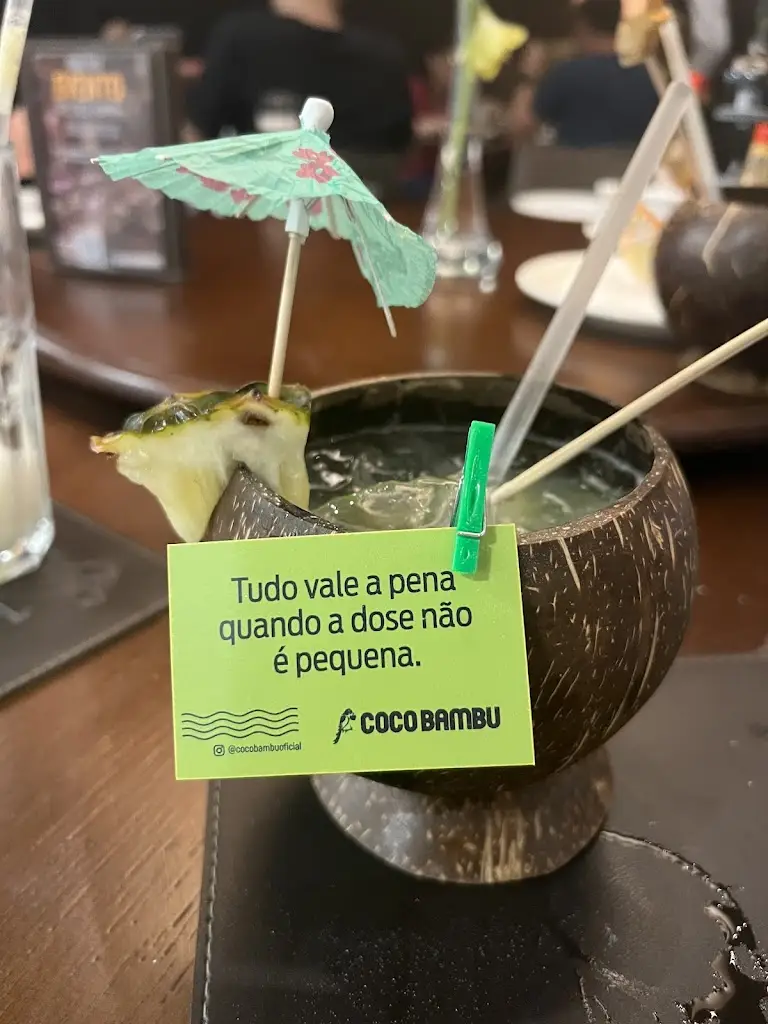 Tudo vale a pena
quando a dose não
é pequena.
@cocobambuoficial
COCO BAMBU